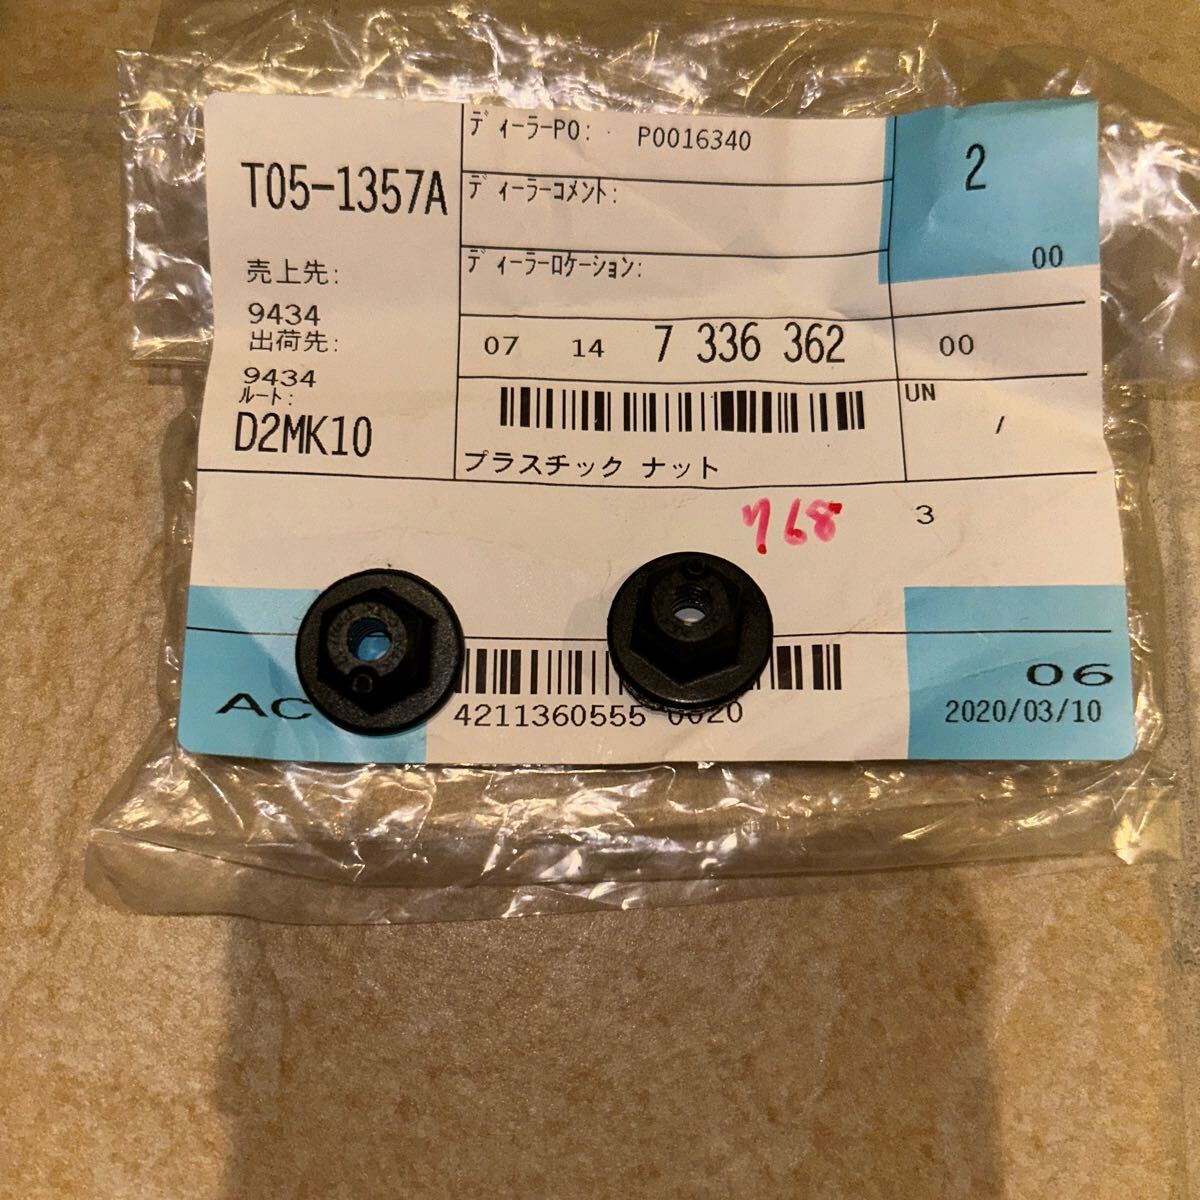 T05-1357A
売上先:
9434
出荷先:
9434
ルート:
D2MK10
ディーラーPO: P0016340
ディーラーコメント:
ディーラーロケーション:
07 14 7 336 362
プラスチック ナット
2
00
00
UN
/
768
3
AC
4211360555 0020
06
2020/03/10